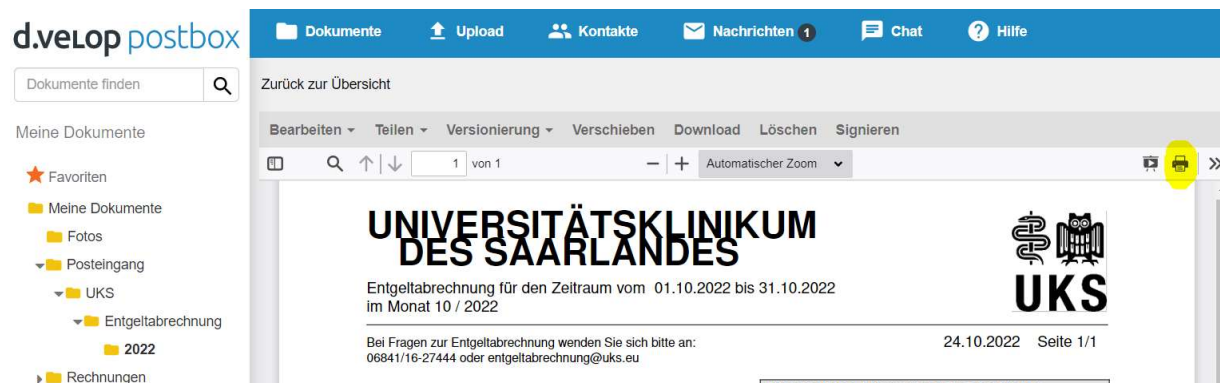 d.velop postbox
Dokumente Upload Kontakte Nachrichten 1 Chat ? Hilfe
Dokumente finden
Zurück zur Übersicht
Meine Dokumente
Bearbeiten Teilen Versionierung Verschieben Download Löschen Signieren
1 von 1 Automatischer Zoom
Favoriten
Meine Dokumente
Fotos
Posteingang
UKS
Entgeltabrechnung
2022
Rechnungen
UNIVERSITÄTSKLINIKUM
DES SAARLANDES
UKS
Entgeltabrechnung für den Zeitraum vom 01.10.2022 bis 31.10.2022
im Monat 10 / 2022
Bei Fragen zur Entgeltabrechnung wenden Sie sich bitte an:
06841/16-27444 oder entgeltabrechnung@uks.eu
24.10.2022 Seite 1/1